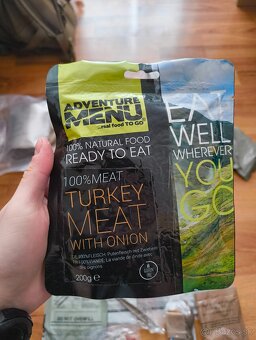 ADVENTURE
MENU
...real food TO GO
100% NATURAL FOOD
READY TO EAT
100% MEAT
TURKEY
MEAT
WITH ONION
200g e
EAT
WELL
WHEREVER
YOU
GO